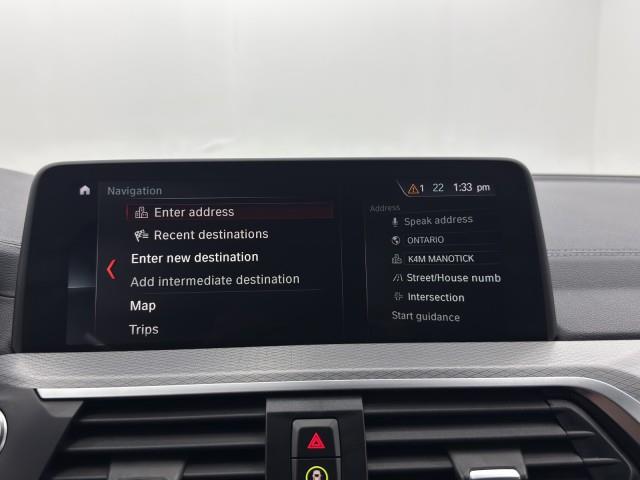 Navigation
1 22 1:33 pm
Enter address
Recent destinations
Enter new destination
Add intermediate destination
Map
Trips
Address
Speak address
ONTARIO
K4M MANOTICK
Street/House numb
Intersection
Start guidance